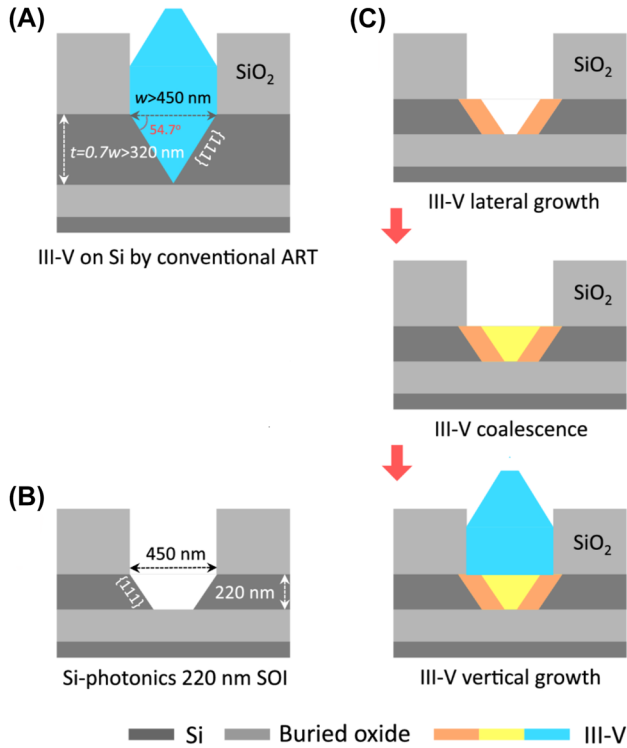 (A)
SiO₂
w>450 nm
54.7°
t=0.7w>320 nm
{111}
III-V on Si by conventional ART
(B)
450 nm
{111}
220 nm
Si-photonics 220 nm SOI
(C)
III-V lateral growth
SiO₂
III-V coalescence
SiO₂
III-V vertical growth
Si
Buried oxide
III-V